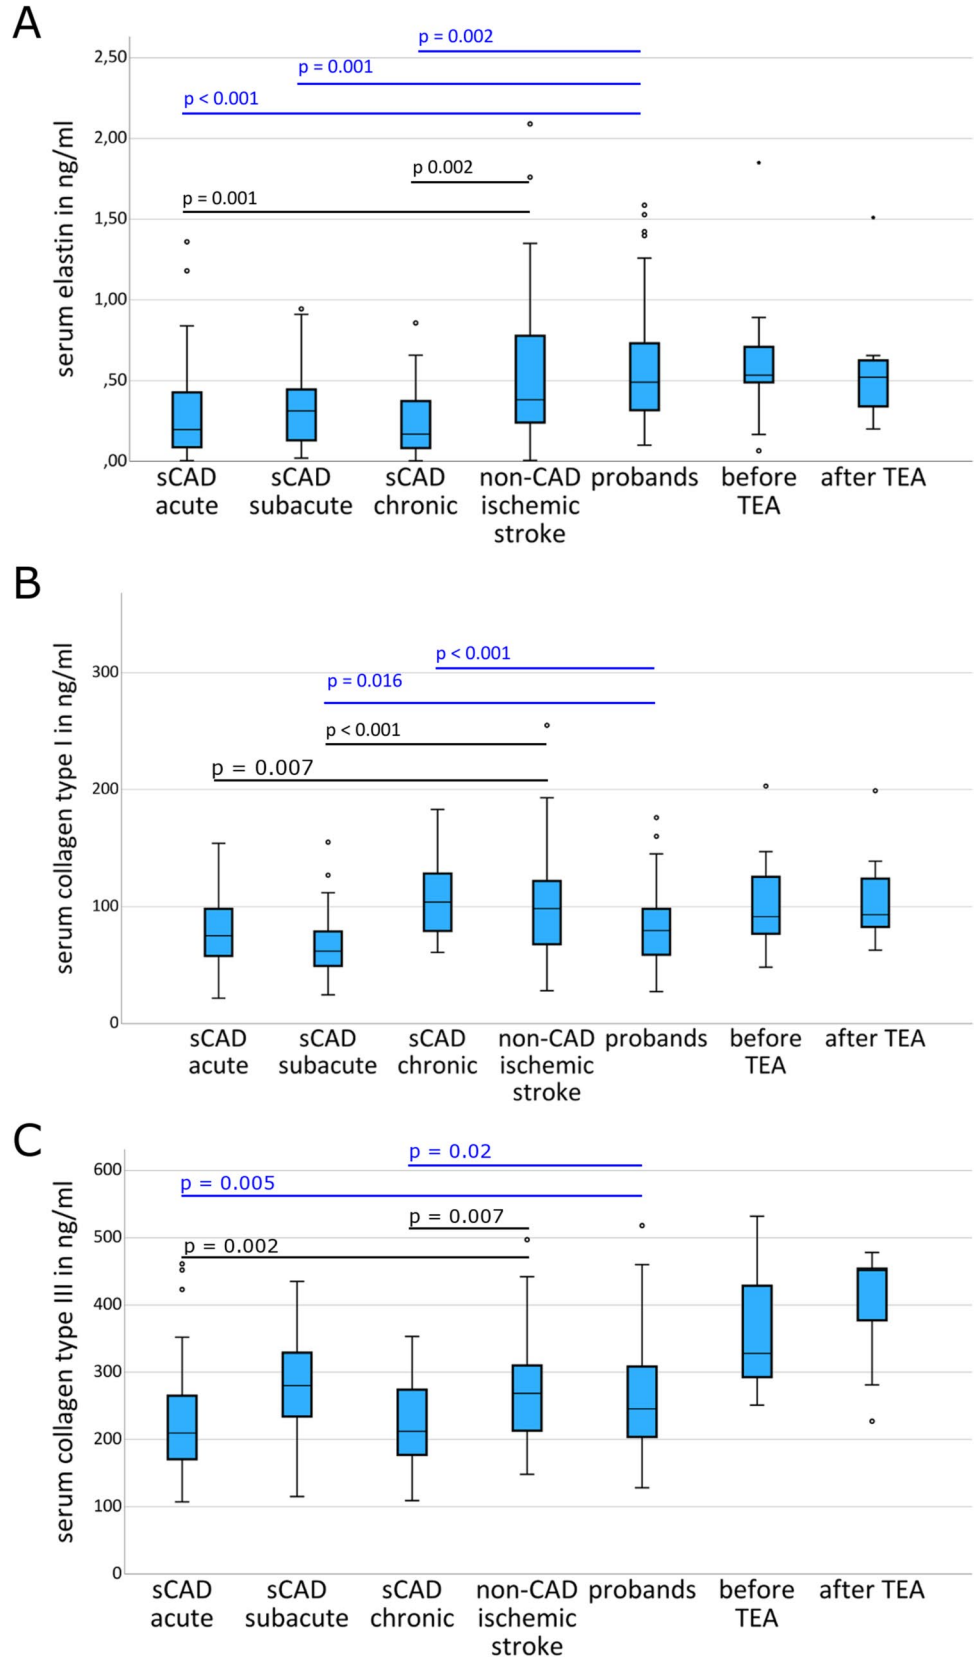 A
serum elastin in ng/ml
2,50
2,00
1,50
1,00
,50
,00
p = 0.002
p = 0.001
p < 0.001
p 0.002
p = 0.001
sCAD acute
sCAD subacute
sCAD chronic
non-CAD ischemic stroke
probands
before TEA
after TEA
B
serum collagen type I in ng/ml
300
200
100
0
p < 0.001
p = 0.016
p < 0.001
p = 0.007
sCAD acute
sCAD subacute
sCAD chronic
non-CAD ischemic stroke
probands
before TEA
after TEA
C
serum collagen type III in ng/ml
600
500
400
300
200
100
0
p = 0.02
p = 0.005
p = 0.007
p = 0.002
sCAD acute
sCAD subacute
sCAD chronic
non-CAD ischemic stroke
probands
before TEA
after TEA